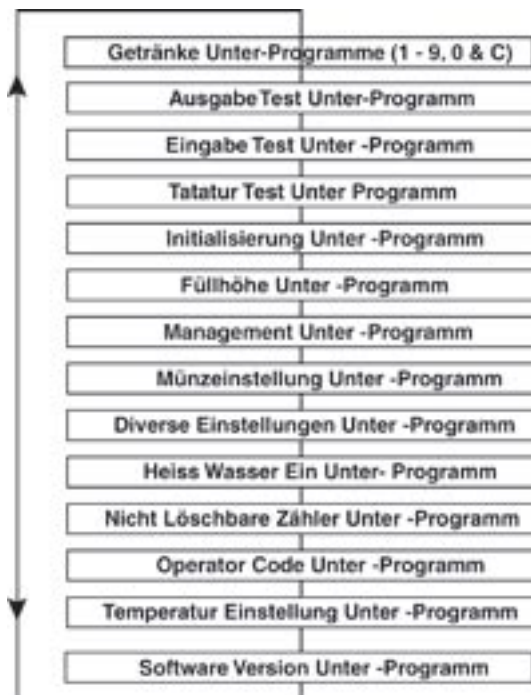 Getränke Unter-Programme (1 - 9, 0 & C)
Ausgabe Test Unter-Programm
Eingabe Test Unter -Programm
Tatatur Test Unter Programm
Initialisierung Unter -Programm
Füllhöhe Unter -Programm
Management Unter -Programm
Münzeinstellung Unter -Programm
Diverse Einstellungen Unter -Programm
Heiss Wasser Ein Unter- Programm
Nicht Löschbare Zähler Unter -Programm
Operator Code Unter -Programm
Temperatur Einstellung Unter -Programm
Software Version Unter -Programm